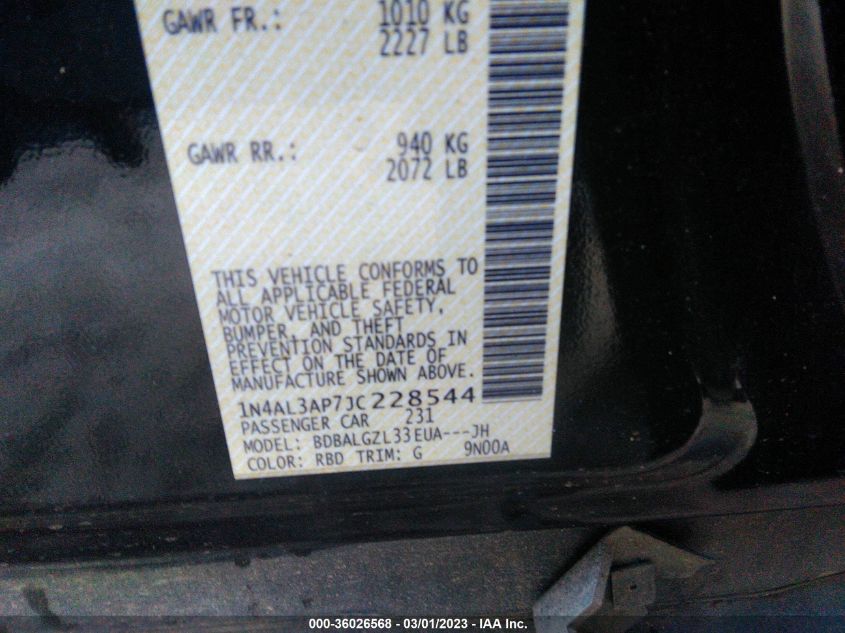 GAWR FR.: 1010 KG
2227 LB
GAWR RR.: 940 KG
2072 LB
THIS VEHICLE CONFORMS TO
ALL APPLICABLE FEDERAL
MOTOR VEHICLE SAFETY,
BUMPER, AND THEFT
PREVENTION STANDARDS IN
EFFECT ON THE DATE OF
MANUFACTURE SHOWN ABOVE.
1N4AL3AP7JC228544
PASSENGER CAR 231
MODEL: BDBALGZL33EUA---JH
COLOR: RBD TRIM: G 9N00A
000-36026568 - 03/01/2023 - IAA Inc.